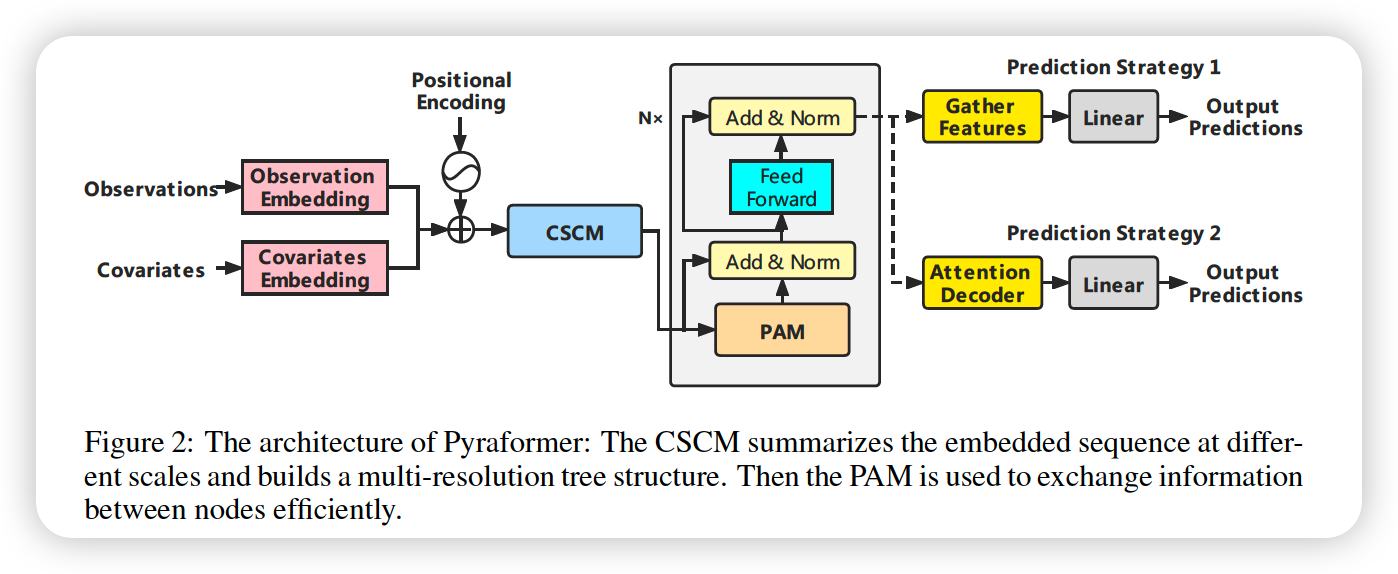 Positional
Encoding
Observations
Observation
Embedding
Covariates
Covariates
Embedding
CSCM
N×
Add & Norm
Feed
Forward
Add & Norm
PAM
Prediction Strategy 1
Gather
Features
Linear
Output
Predictions
Prediction Strategy 2
Attention
Decoder
Linear
Output
Predictions
Figure 2: The architecture of Pyraformer: The CSCM summarizes the embedded sequence at differ-
ent scales and builds a multi-resolution tree structure. Then the PAM is used to exchange information
between nodes efficiently.